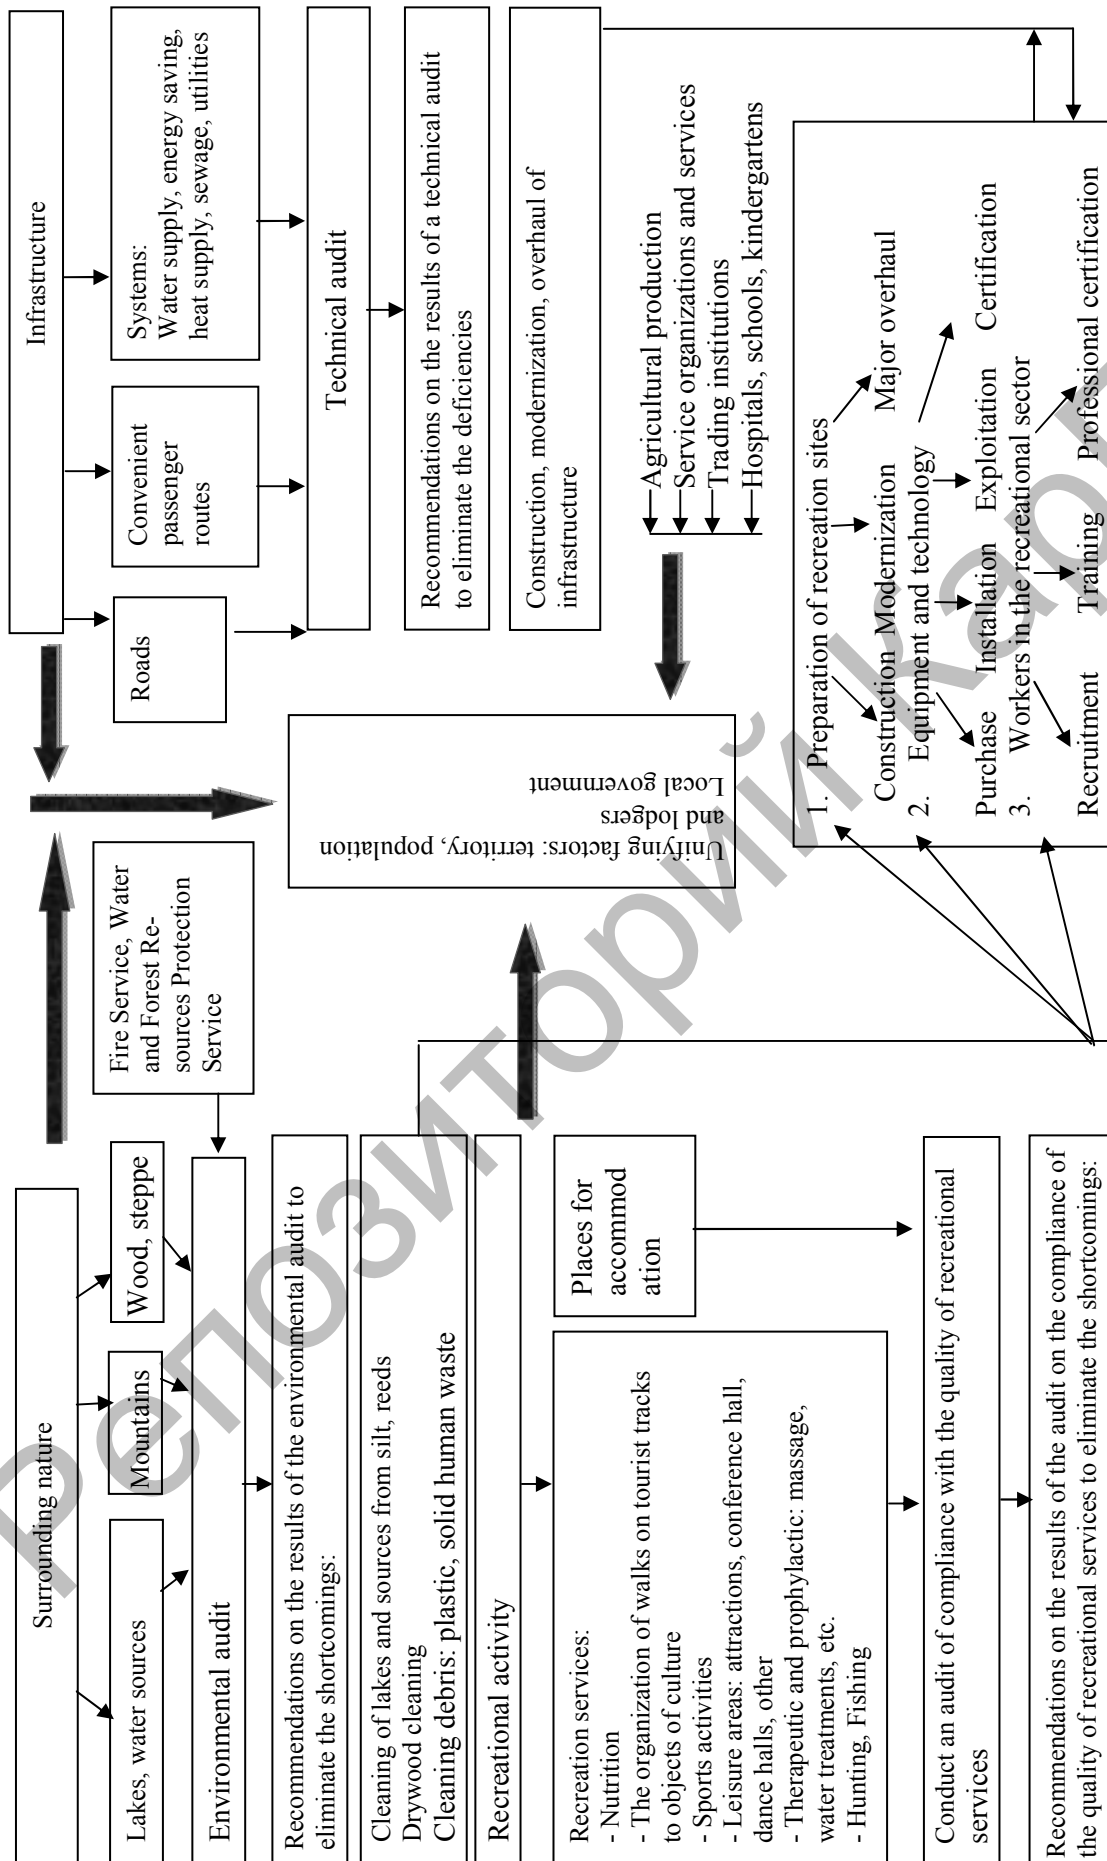 Surrounding nature
Lakes, water sources
Mountains
Wood, steppe
Fire Service, Water
and Forest Re-
sources Protection
Service
Environmental audit
Recommendations on the results of the environmental audit to
eliminate the shortcomings:
Cleaning of lakes and sources from silt, reeds
Drywood cleaning
Cleaning debris: plastic, solid human waste
Recreational activity
Recreation services:
- Nutrition
- The organization of walks on tourist tracks
to objects of culture
- Sports activities
- Leisure areas: attractions, conference hall,
dance halls, other
- Therapeutic and prophylactic: massage,
water treatments, etc.
- Hunting, Fishing
Places for
accommod
ation
Conduct an audit of compliance with the quality of recreational
services
Recommendations on the results of the audit on the compliance of
the quality of recreational services to eliminate the shortcomings:
Infrastructure
Roads
Convenient
passenger
routes
Systems:
Water supply, energy saving,
heat supply, sewage, utilities
Technical audit
Recommendations on the results of a technical audit
to eliminate the deficiencies
Construction, modernization, overhaul of
infrastructure
Unifying factors: territory, population
and lodgers
Local government
Agricultural production
Service organizations and services
Trading institutions
Hospitals, schools, kindergartens
1. Preparation of recreation sites
Construction Modernization Major overhaul
2. Equipment and technology
Purchase Installation Exploitation Certification
3. Workers in the recreational sector
Recruitment Training Professional certification
Репозиторий